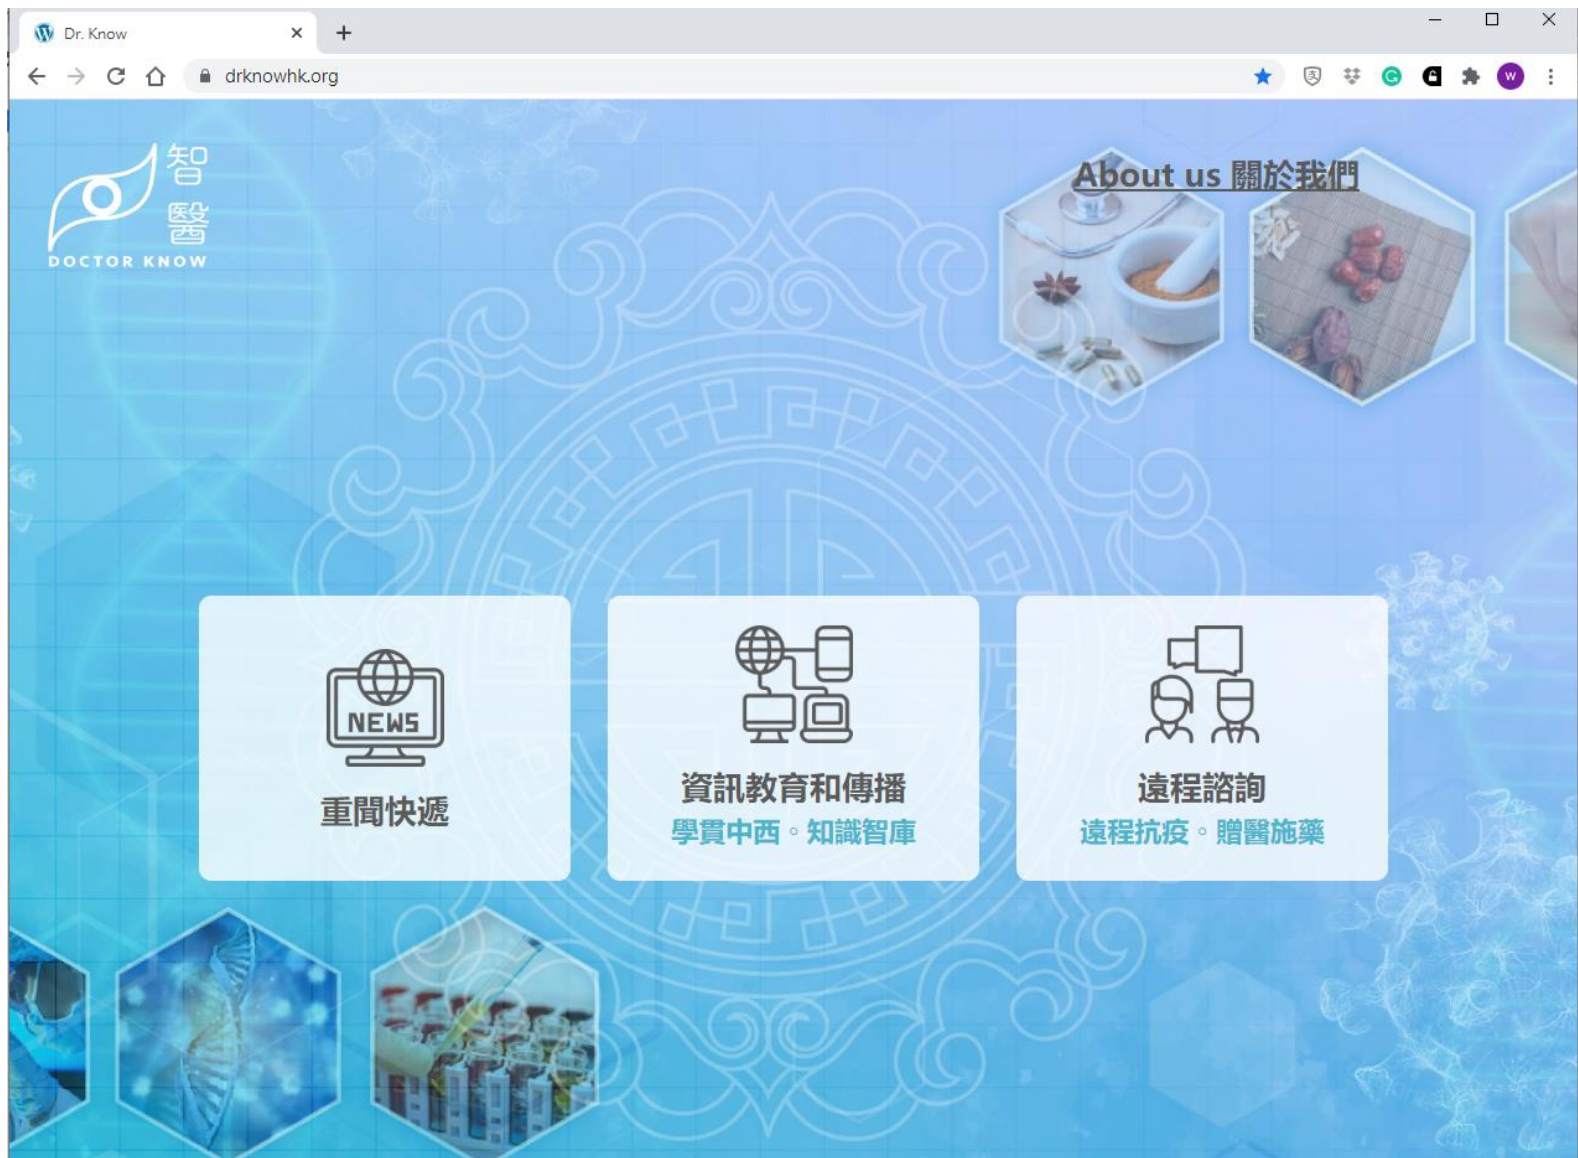 Dr. Know
drknowhk.org
W
智
醫
DOCTOR KNOW
About us 關於我們
NEWS
重聞快遞
資訊教育和傳播
學貫中西。知識智庫
遠程諮詢
遠程抗疫。贈醫施藥